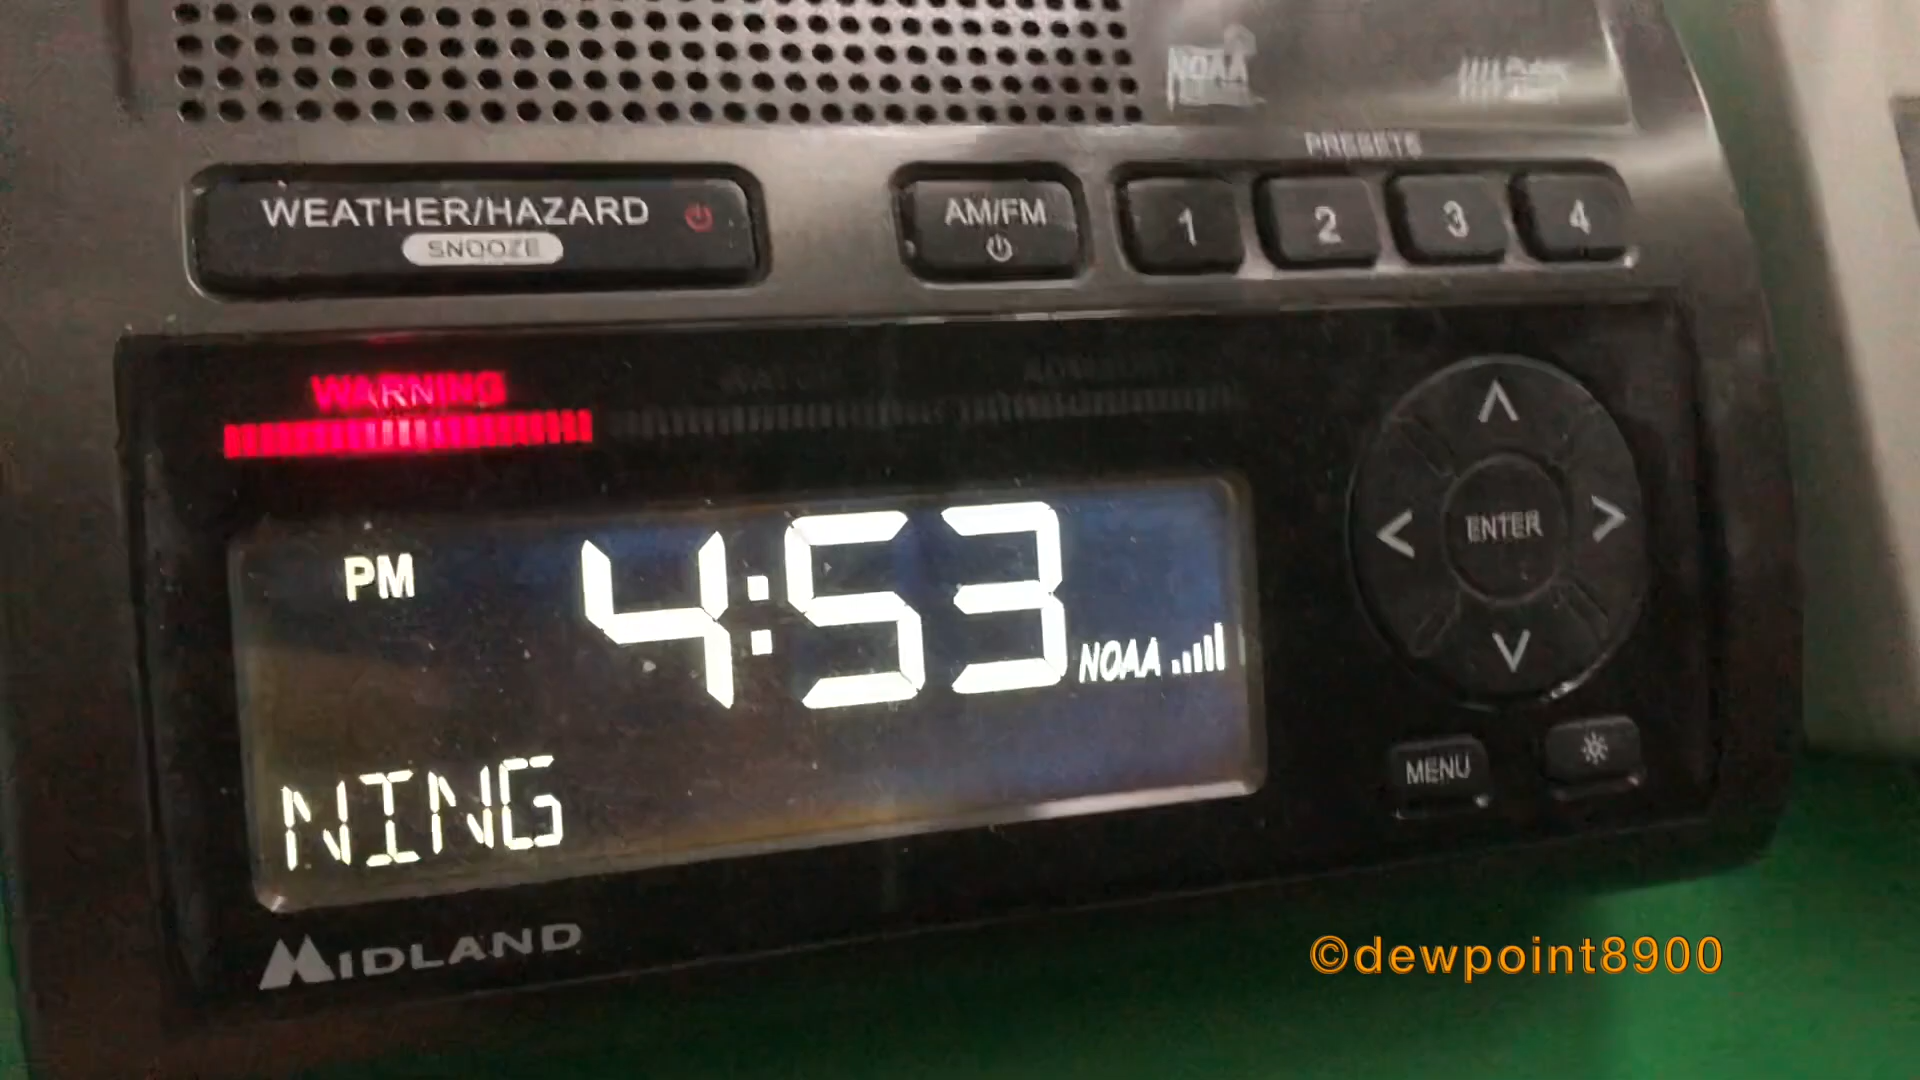 NOAA
PRESETS
WEATHER/HAZARD
SNOOZE
AM/FM
1
2
3
4
WARNING
PM
4:53
NOAA
NING
ENTER
MENU
MIDLAND
©dewpoint8900